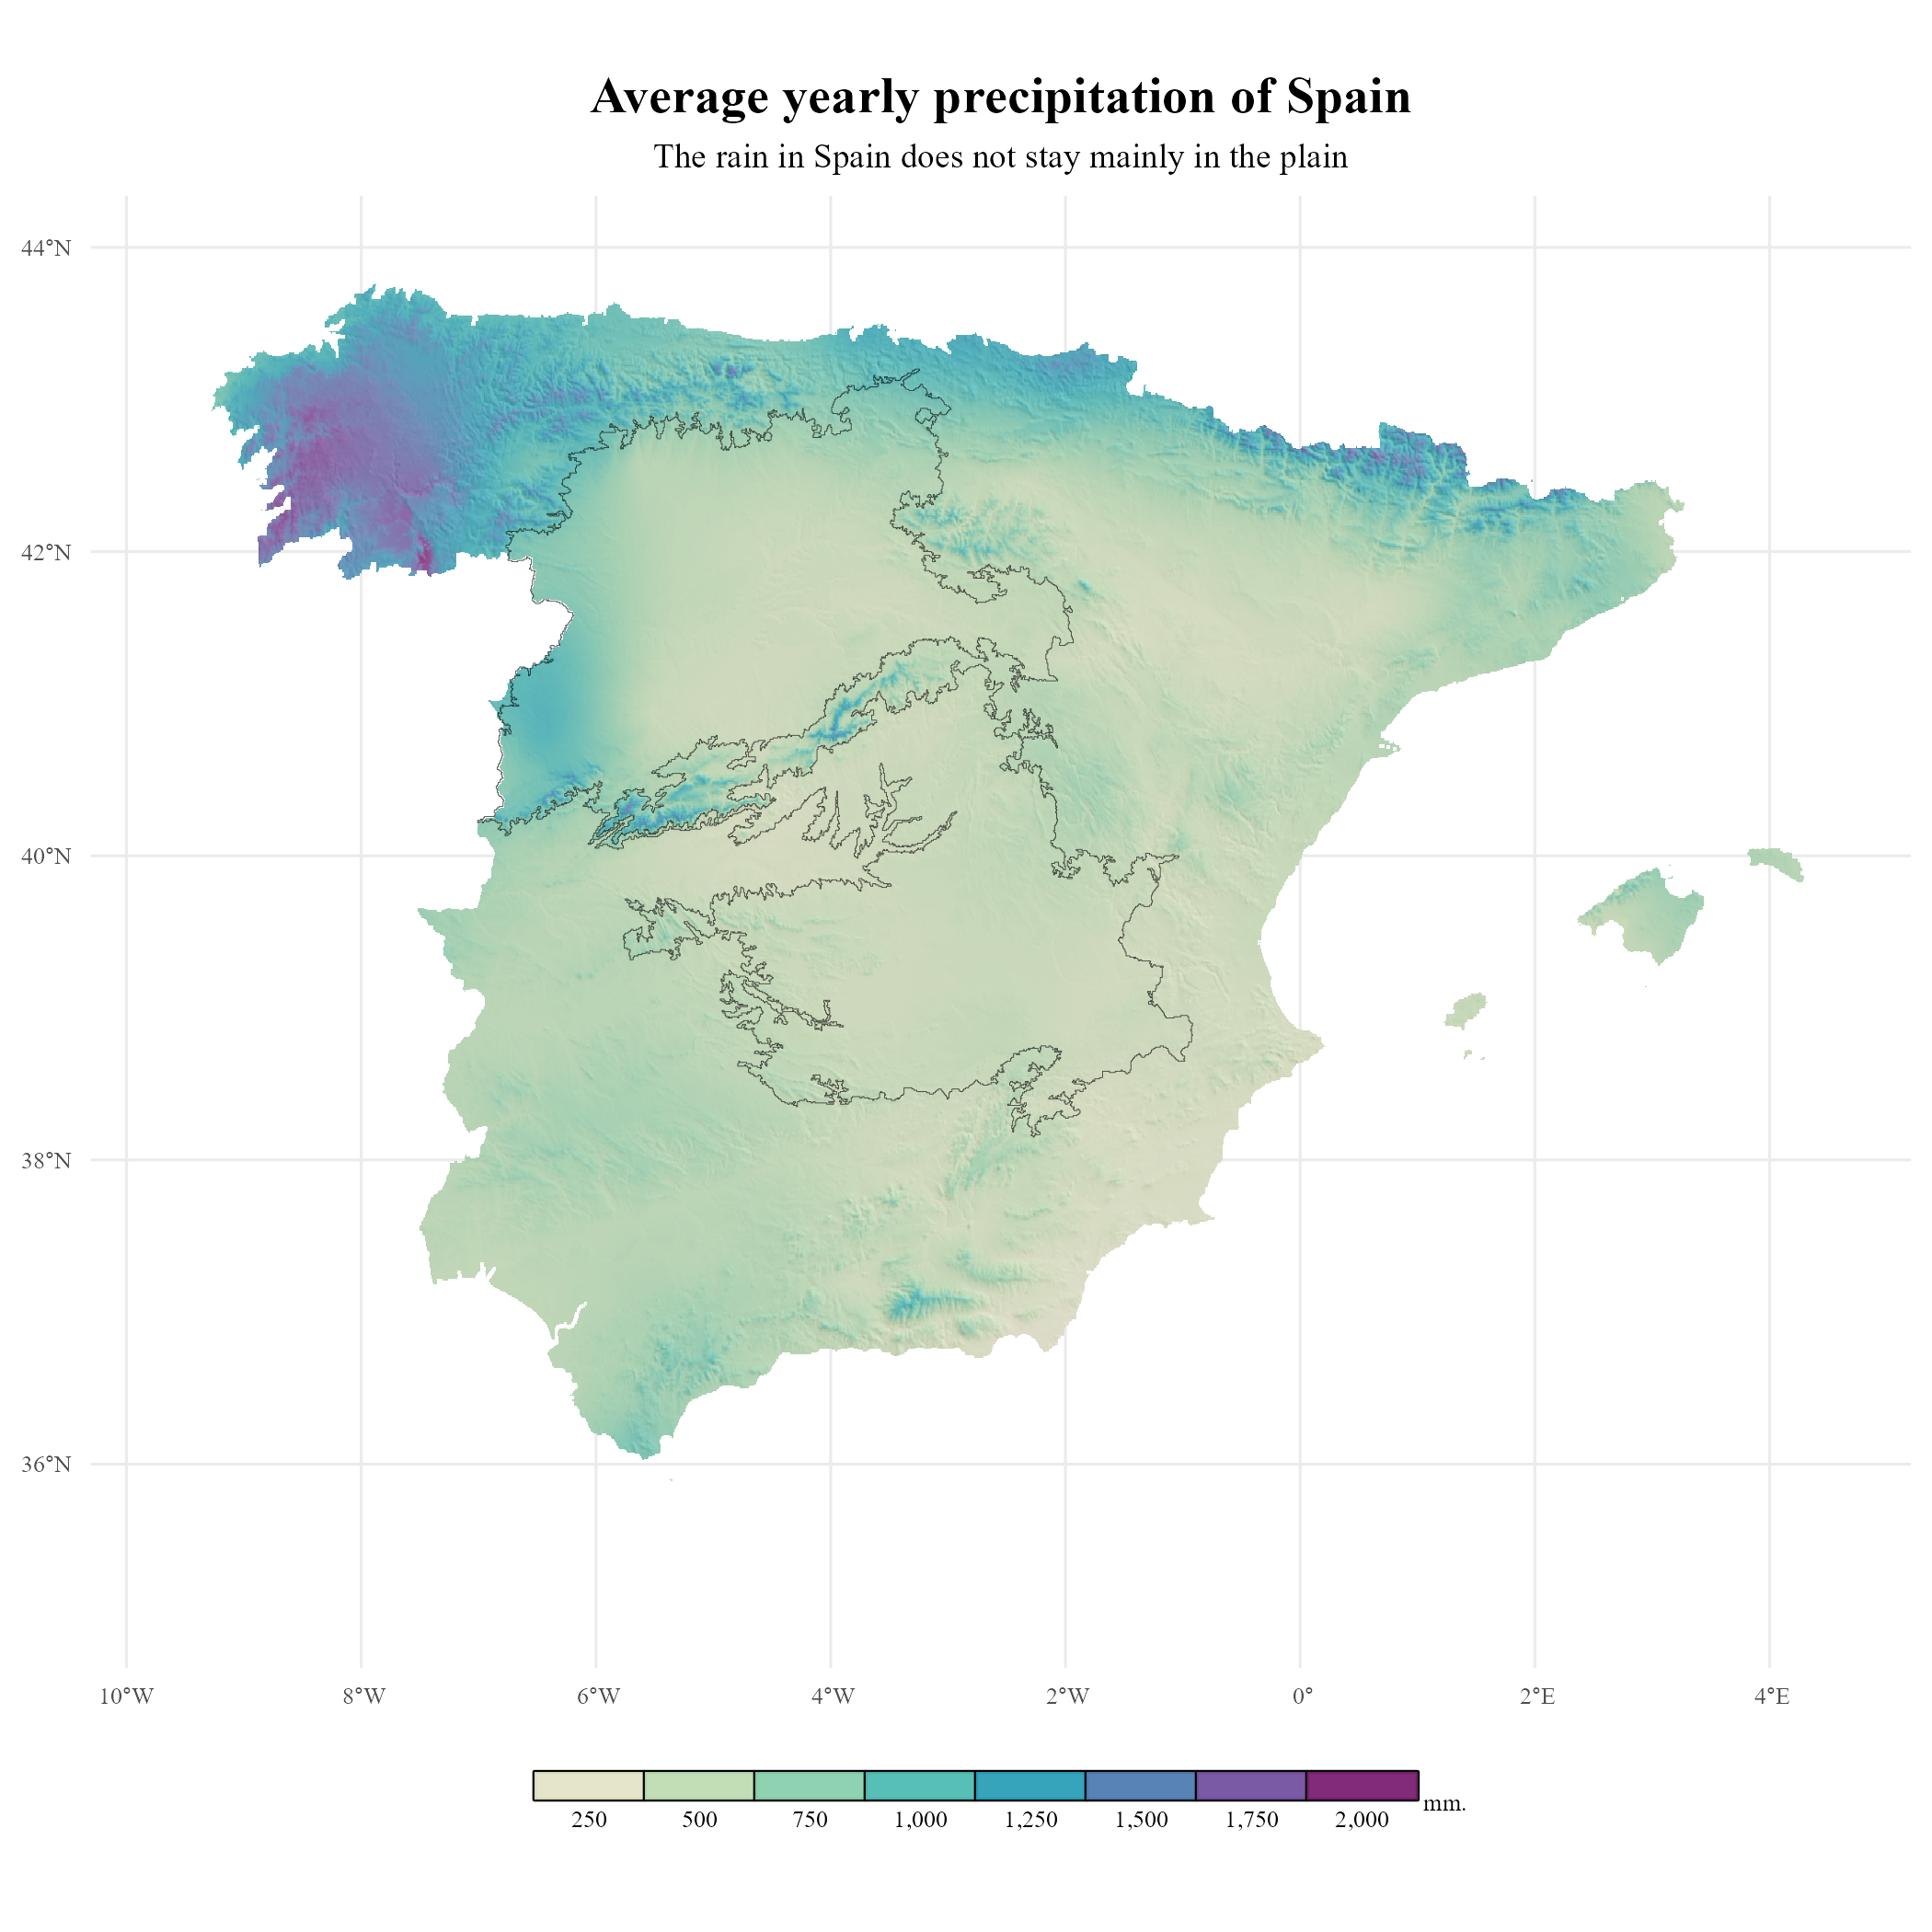 Average yearly precipitation of Spain
The rain in Spain does not stay mainly in the plain
44°N
42°N
40°N
38°N
36°N
10°W 8°W 6°W 4°W 2°W 0° 2°E 4°E
250 500 750 1,000 1,250 1,500 1,750 2,000 mm.